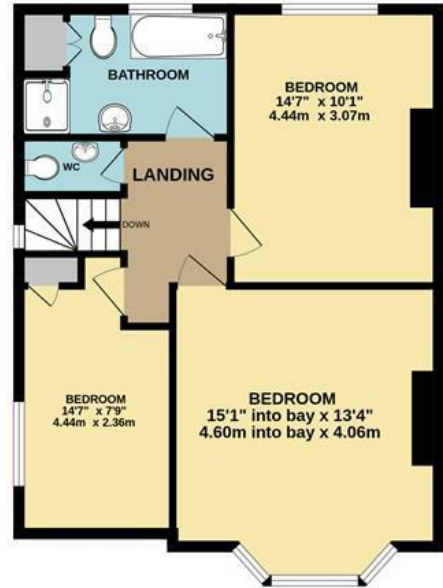 BATHROOM
BEDROOM
14'7" x 10'1"
4.44m x 3.07m
WC
LANDING
DOWN
BEDROOM
14'7" x 7'9"
4.44m x 2.36m
BEDROOM
15'1" into bay x 13'4"
4.60m into bay x 4.06m